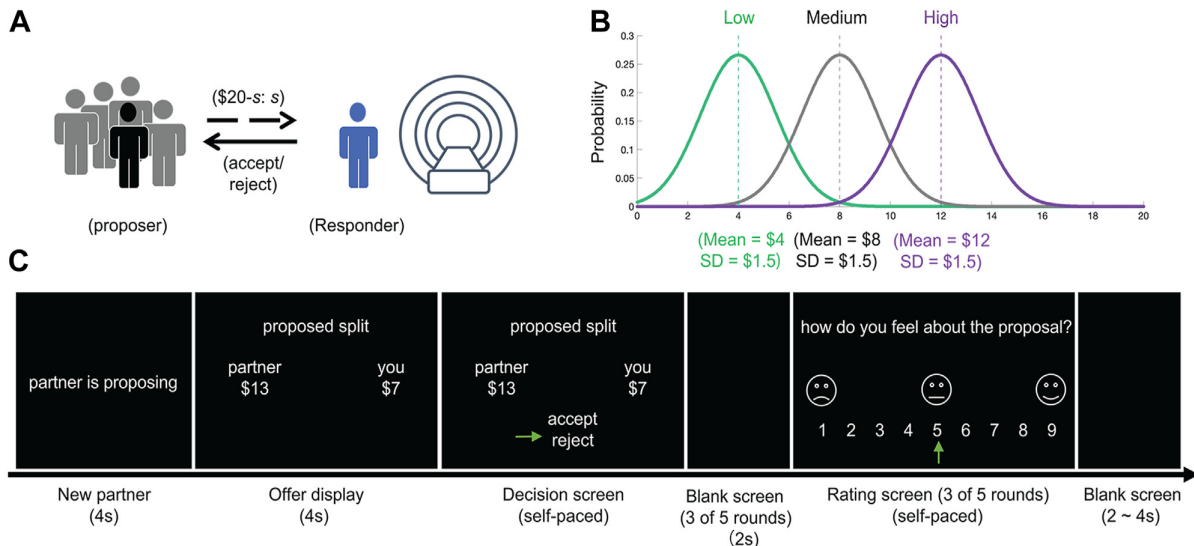 A
($20-s: s)
(accept/
reject)
(proposer)
(Responder)
B
Low
Medium
High
Probability
0.3
0.25
0.2
0.15
0.1
0.05
0
0
2
4
6
8
10
12
14
16
18
20
(Mean = $4
SD = $1.5)
(Mean = $8
SD = $1.5)
(Mean = $12
SD = $1.5)
C
partner is proposing
proposed split
partner
$13
you
$7
proposed split
partner
$13
you
$7
accept
reject
how do you feel about the proposal?
1 2 3 4 5 6 7 8 9
New partner
(4s)
Offer display
(4s)
Decision screen
(self-paced)
Blank screen
(3 of 5 rounds)
(2s)
Rating screen (3 of 5 rounds)
(self-paced)
Blank screen
(2 ~ 4s)